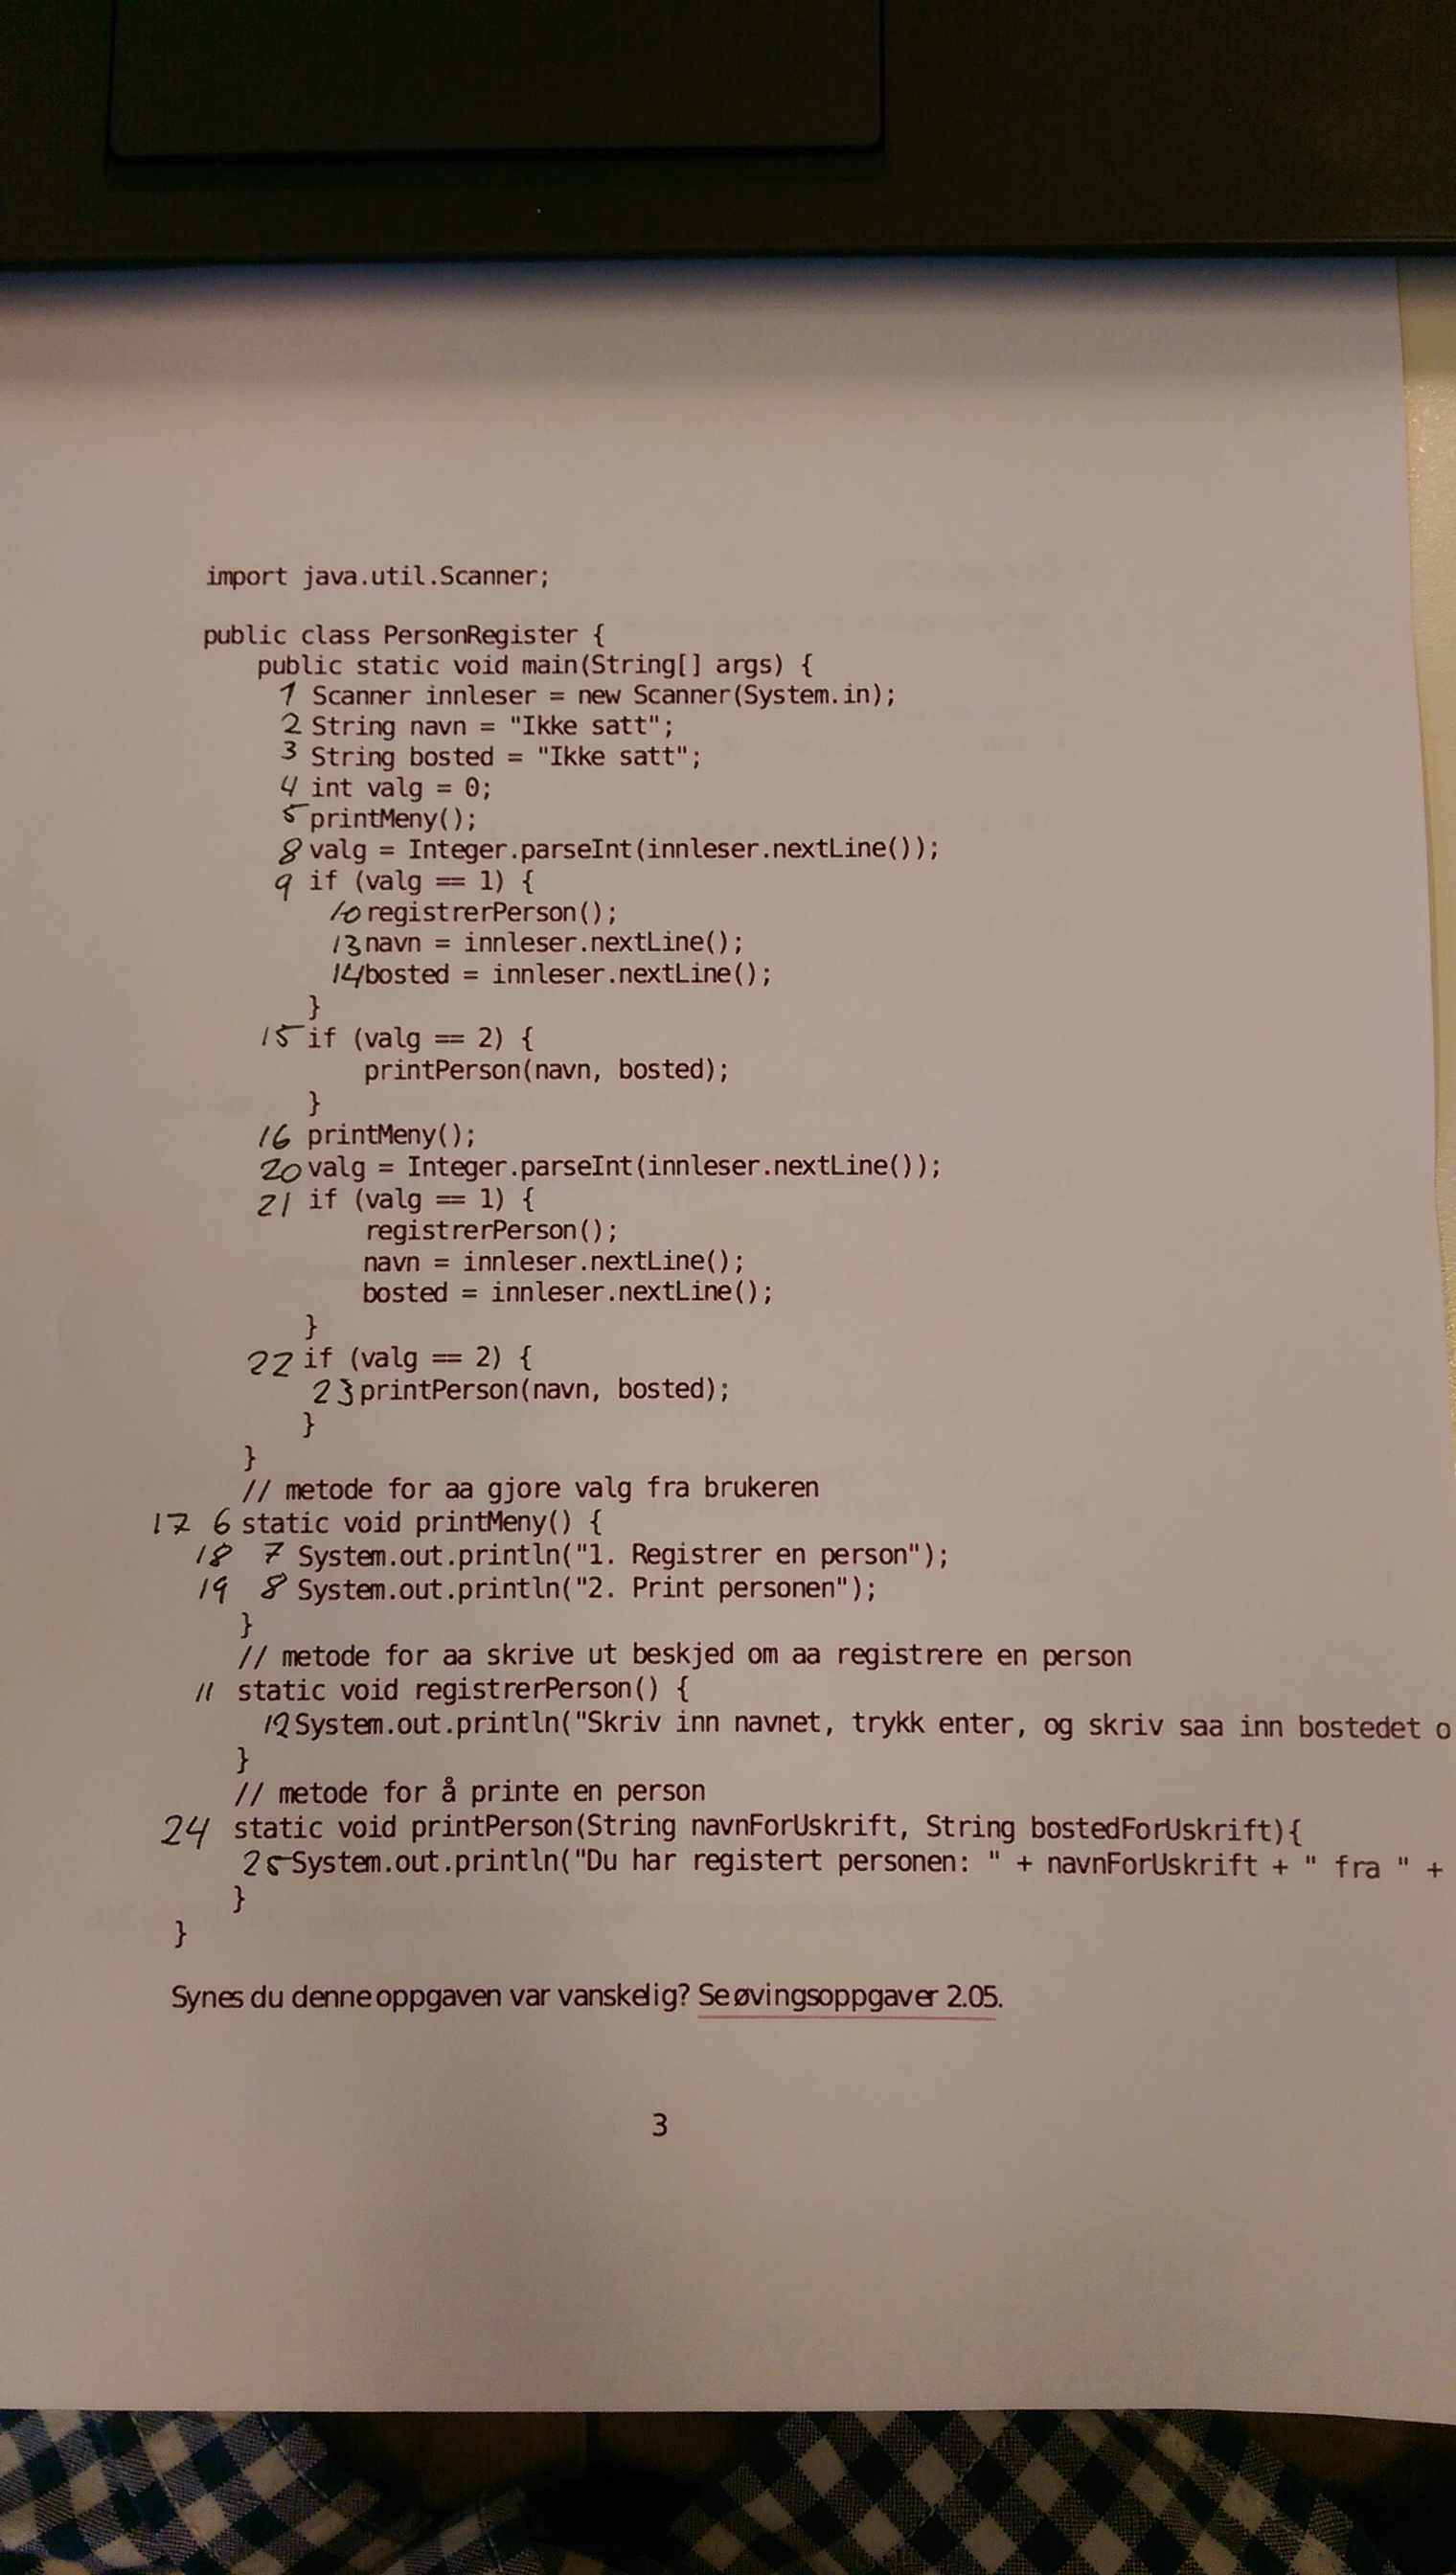 import java.util.Scanner;
public class PersonRegister {
public static void main(String[] args) {
1 Scanner innleser = new Scanner(System.in);
2 String navn = "Ikke satt";
3 String bosted = "Ikke satt";
4 int valg = 0;
5 printMeny();
8 valg = Integer.parseInt(innleser.nextLine());
9 if (valg == 1) {
10 registrerPerson();
13 navn = innleser.nextLine();
14 bosted = innleser.nextLine();
}
15 if (valg == 2) {
printPerson(navn, bosted);
}
16 printMeny();
20 valg = Integer.parseInt(innleser.nextLine());
21 if (valg == 1) {
registrerPerson();
navn = innleser.nextLine();
bosted = innleser.nextLine();
}
22 if (valg == 2) {
23 printPerson(navn, bosted);
}
}
// metode for aa gjore valg fra brukeren
17 6 static void printMeny() {
18 7 System.out.println("1. Registrer en person");
19 8 System.out.println("2. Print personen");
}
// metode for aa skrive ut beskjed om aa registrere en person
11 static void registrerPerson() {
12 System.out.println("Skriv inn navnet, trykk enter, og skriv saa inn bostedet o
}
// metode for å printe en person
24 static void printPerson(String navnForUskrift, String bostedForUskrift){
25 System.out.println("Du har registert personen: " + navnForUskrift + " fra " +
}
}
Synes du denne oppgaven var vanskelig? Se øvingsoppgaver 2.05.
3